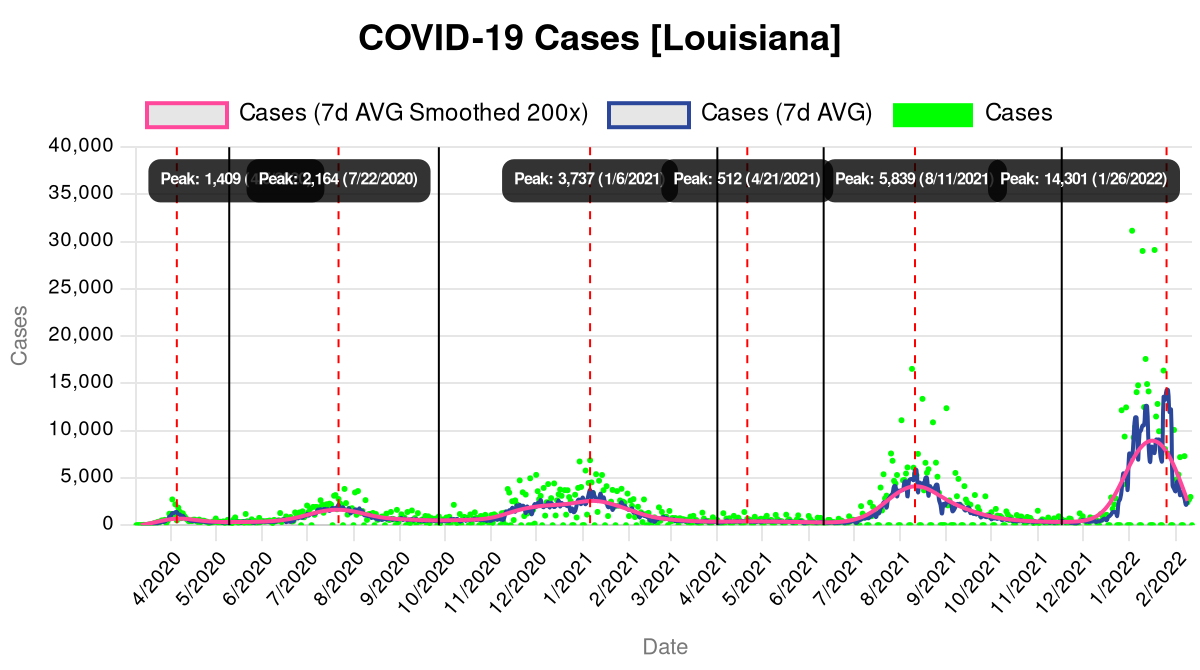 COVID-19 Cases [Louisiana]
Cases (7d AVG Smoothed 200x) Cases (7d AVG) Cases
40,000
35,000
30,000
25,000
20,000
15,000
10,000
5,000
0
Cases
Peak: 1,409 Peak: 2,164 (7/22/2020) Peak: 3,737 (1/6/2021) Peak: 512 (4/21/2021) Peak: 5,839 (8/11/2021) Peak: 14,301 (1/26/2022)
4/2020 5/2020 6/2020 7/2020 8/2020 9/2020 10/2020 11/2020 12/2020 1/2021 2/2021 3/2021 4/2021 5/2021 6/2021 7/2021 8/2021 9/2021 10/2021 11/2021 12/2021 1/2022 2/2022
Date